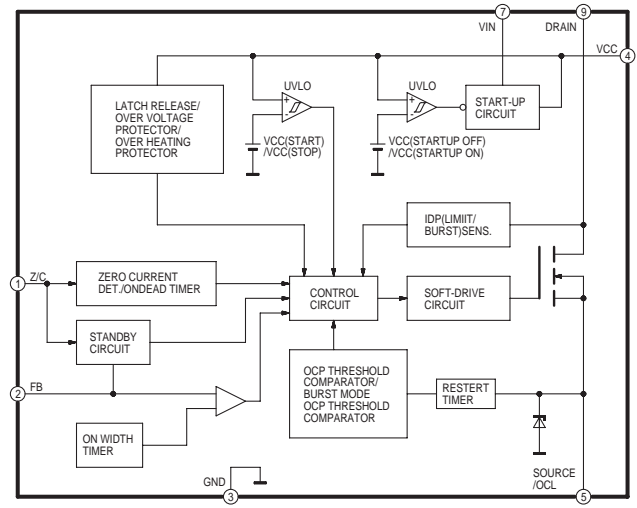 7
9
VIN
DRAIN
VCC
4
UVLO
UVLO
LATCH RELEASE/
OVER VOLTAGE
PROTECTOR/
OVER HEATING
PROTECTOR
+
-
+
-
START-UP
CIRCUIT
VCC(START)
/VCC(STOP)
VCC(STARTUP OFF)
/VCC(STARTUP ON)
IDP(LIMIIT/
BURST)SENS.
1
Z/C
ZERO CURRENT
DET./ONDEAD TIMER
CONTROL
CIRCUIT
SOFT-DRIVE
CIRCUIT
STANDBY
CIRCUIT
2
FB
OCP THRESHOLD
COMPARATOR/
BURST MODE
OCP THRESHOLD
COMPARATOR
RESTERT
TIMER
ON WIDTH
TIMER
GND
3
SOURCE
/OCL
5